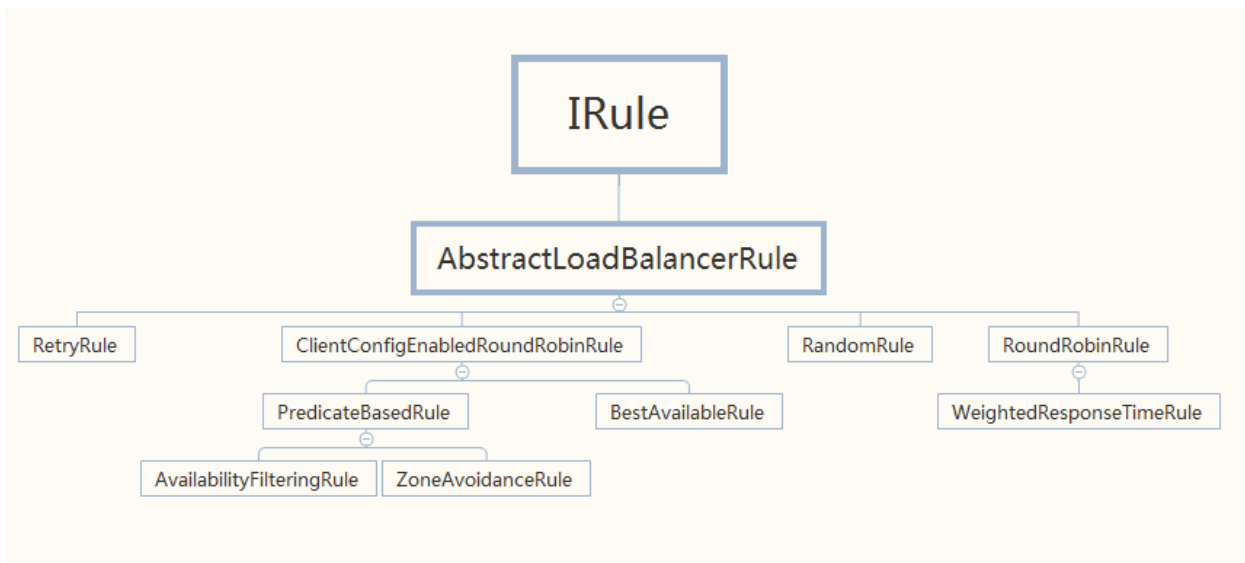 IRule
AbstractLoadBalancerRule
RetryRule
ClientConfigEnabledRoundRobinRule
RandomRule
RoundRobinRule
PredicateBasedRule
BestAvailableRule
WeightedResponseTimeRule
AvailabilityFilteringRule
ZoneAvoidanceRule